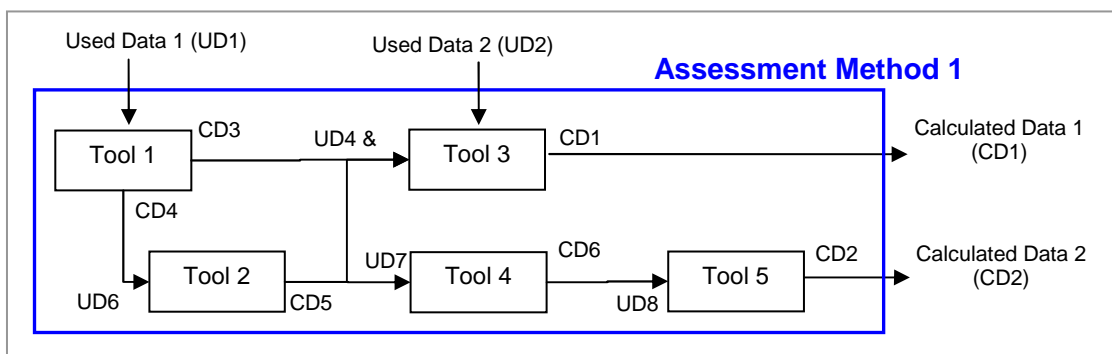 Used Data 1 (UD1)
Used Data 2 (UD2)
Assessment Method 1
CD3
UD4 &
CD1
Tool 1
Tool 3
Calculated Data 1
(CD1)
CD4
CD6
CD2
Tool 2
UD7
Tool 4
Tool 5
Calculated Data 2
(CD2)
UD6
CD5
UD8